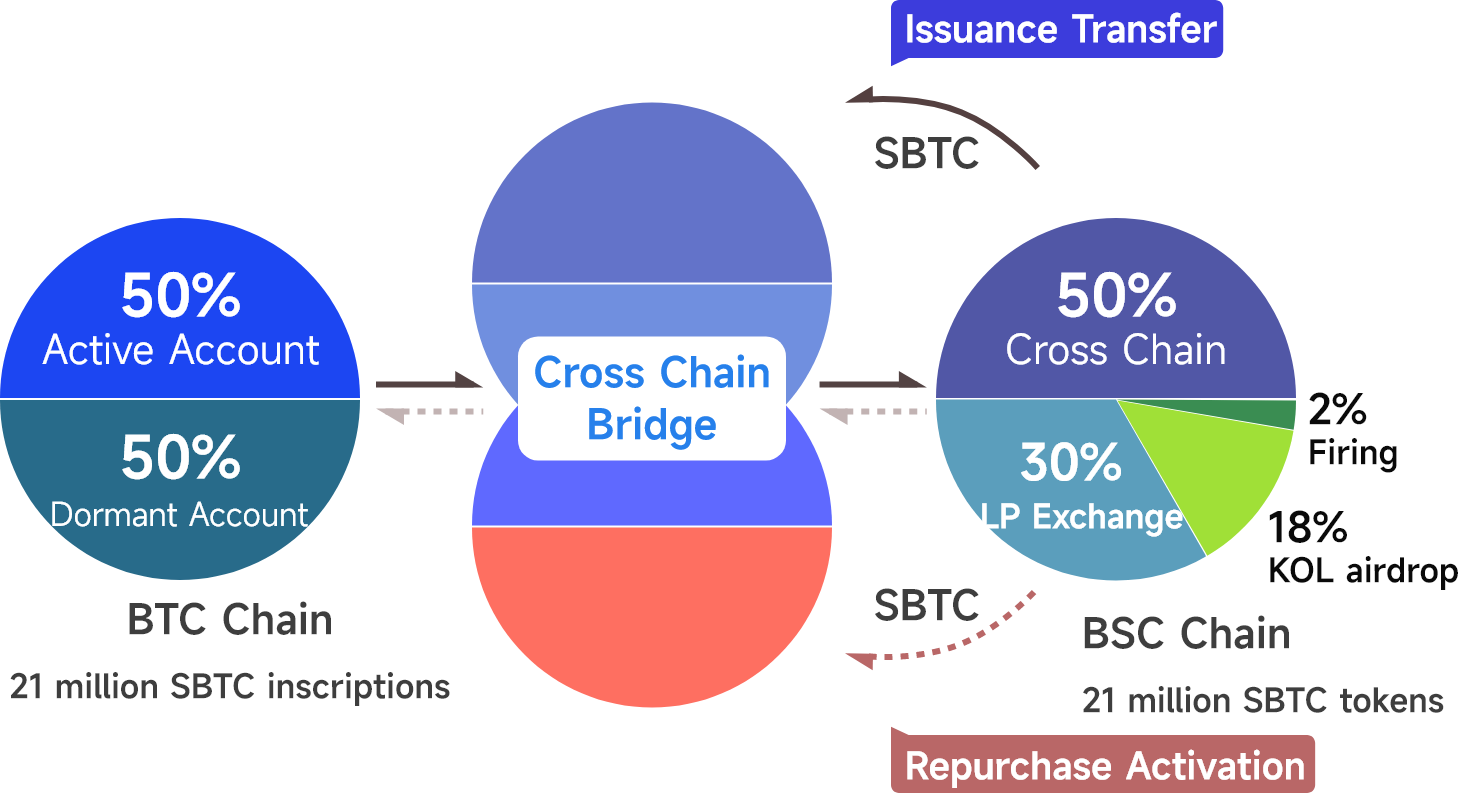 Issuance Transfer
SBTC
50%
Active Account
50%
Dormant Account
BTC Chain
21 million SBTC inscriptions
Cross Chain
Bridge
50%
Cross Chain
2%
Firing
30%
LP Exchange
18%
KOL airdrop
SBTC
BSC Chain
21 million SBTC tokens
Repurchase Activation